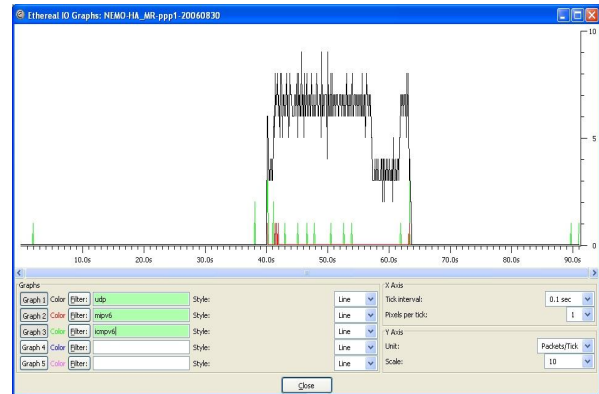 Ethereal IO Graphs: NEMO-HA_MR-ppp1-20060830
10
5
0
10.0s 20.0s 30.0s 40.0s 50.0s 60.0s 70.0s 80.0s 90.0s
Graphs
Graph 1 Color Filter: udp Style: Line
Graph 2 Color Filter: mipv6 Style: Line
Graph 3 Color Filter: icmpv6 Style: Line
Graph 4 Color Filter: Style: Line
Graph 5 Color Filter: Style: Line
X Axis
Tick interval: 0.1 sec
Pixels per tick: 1
Y Axis
Unit: Packets/Tick
Scale: 10
Close